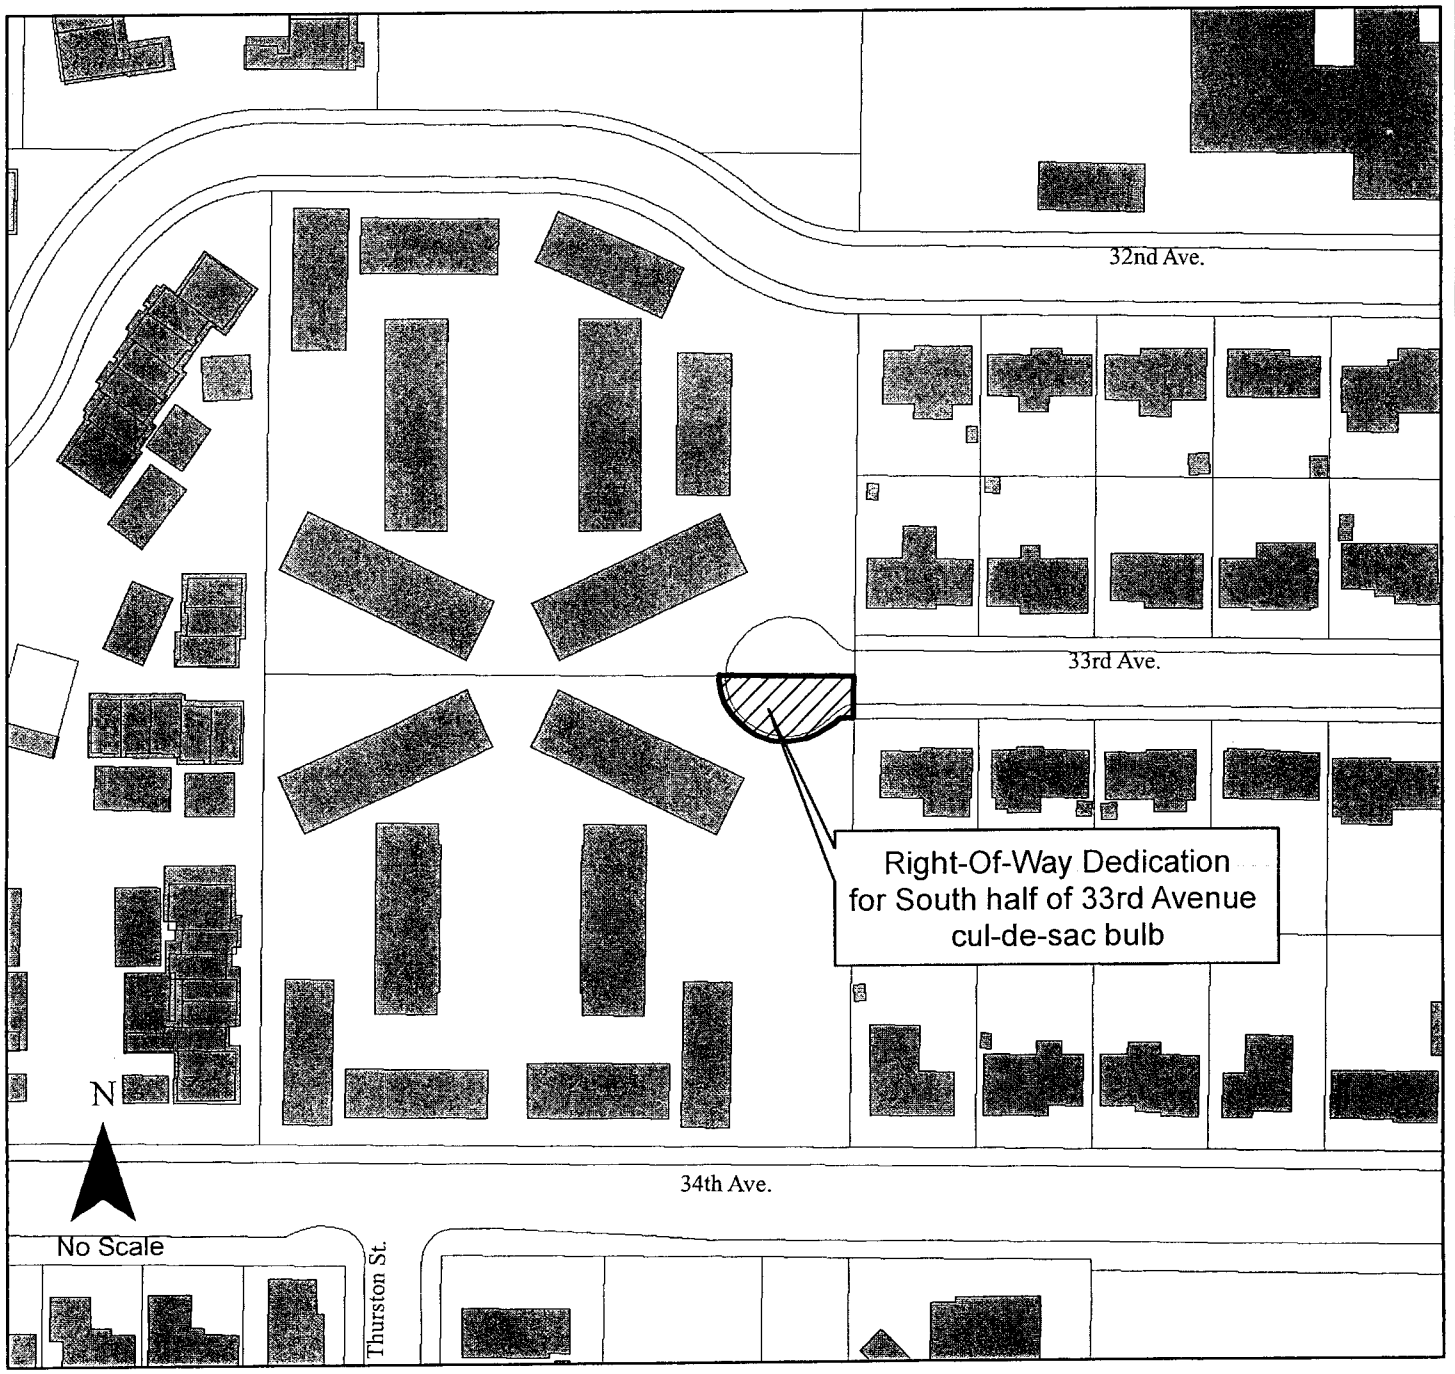 32nd Ave.
33rd Ave.
Right-Of-Way Dedication
for South half of 33rd Avenue
cul-de-sac bulb
N
34th Ave.
No Scale
Thurston St.